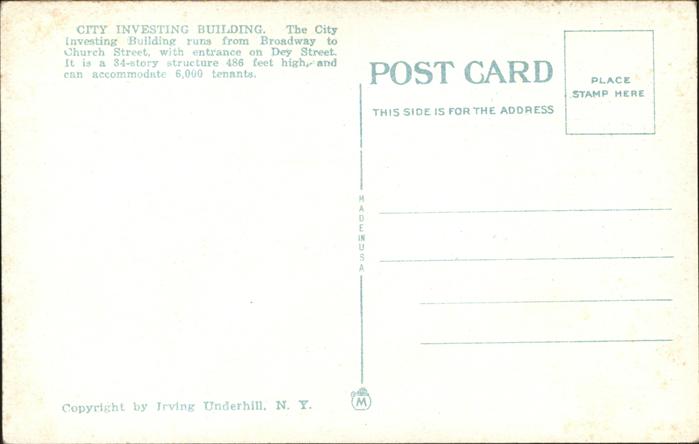 CITY INVESTING BUILDING. The City
Investing Building runs from Broadway to
Church Street, with entrance on Dey Street.
It is a 34-story structure 486 feet high, and
can accommodate 6,000 tenants.
POST CARD
THIS SIDE IS FOR THE ADDRESS
PLACE
STAMP HERE
MADE IN USA
Copyright by Irving Underhill, N. Y.
M